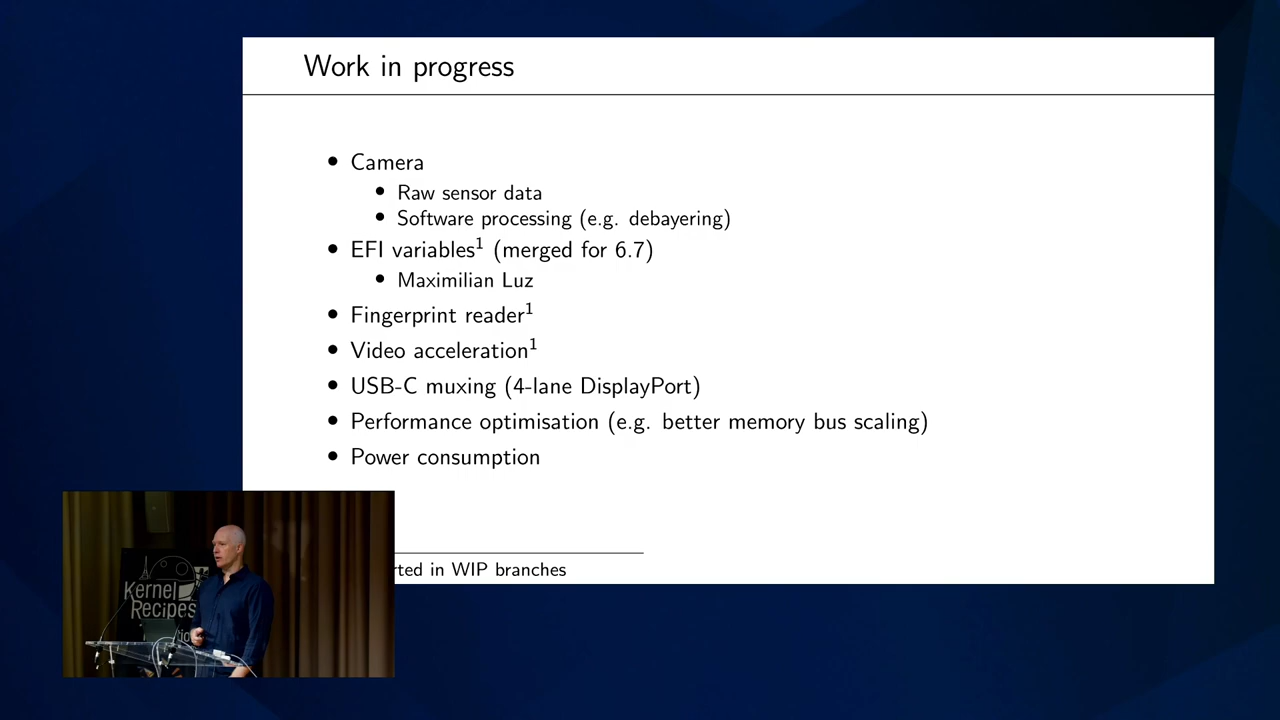 Work in progress
• Camera
• Raw sensor data
• Software processing (e.g. debayering)
• EFI variables¹ (merged for 6.7)
• Maximilian Luz
• Fingerprint reader¹
• Video acceleration¹
• USB-C muxing (4-lane DisplayPort)
• Performance optimisation (e.g. better memory bus scaling)
• Power consumption
in WIP branches
Kernel
Recipes